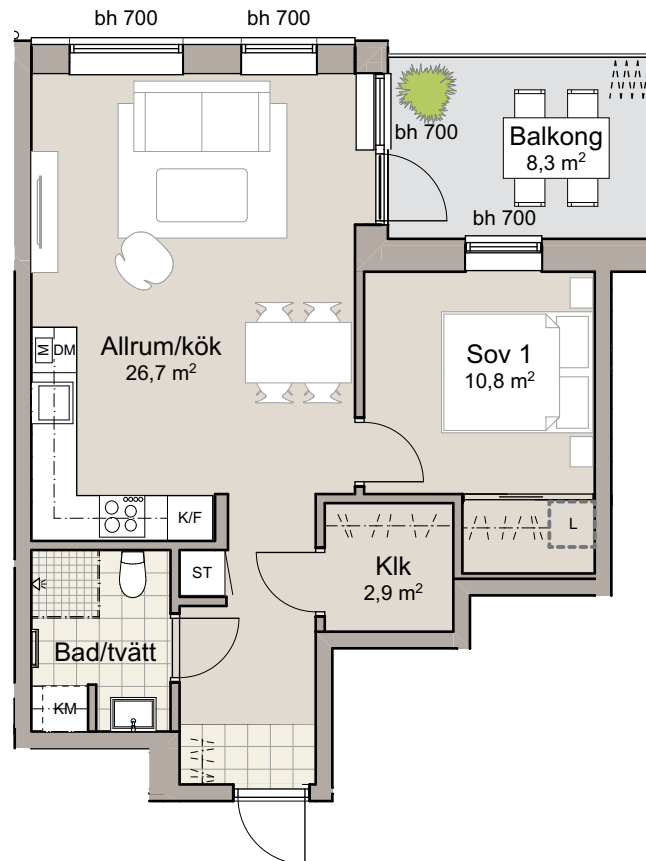 bh 700
bh 700
bh 700
Balkong
8,3 m²
bh 700
M
DM
Allrum/kök
26,7 m²
Sov 1
10,8 m²
K/F
L
ST
Klk
2,9 m²
Bad/tvätt
KM